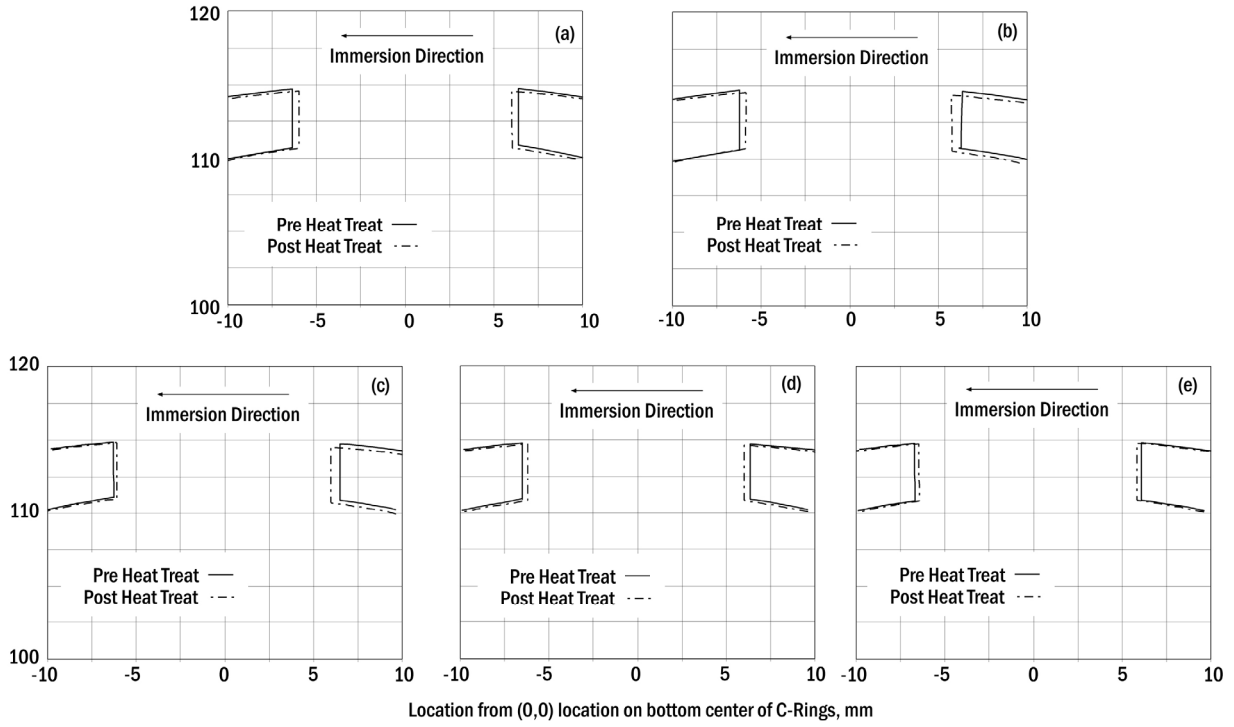 120
(a)
Immersion Direction
110
Pre Heat Treat
Post Heat Treat
100
-10 -5 0 5 10
(b)
Immersion Direction
Pre Heat Treat
Post Heat Treat
-10 -5 0 5 10
120
(c)
Immersion Direction
110
Pre Heat Treat
Post Heat Treat
100
-10 -5 0 5 10
(d)
Immersion Direction
Pre Heat Treat
Post Heat Treat
-10 -5 0 5 10
(e)
Immersion Direction
Pre Heat Treat
Post Heat Treat
-10 -5 0 5 10
Location from (0,0) location on bottom center of C-Rings, mm